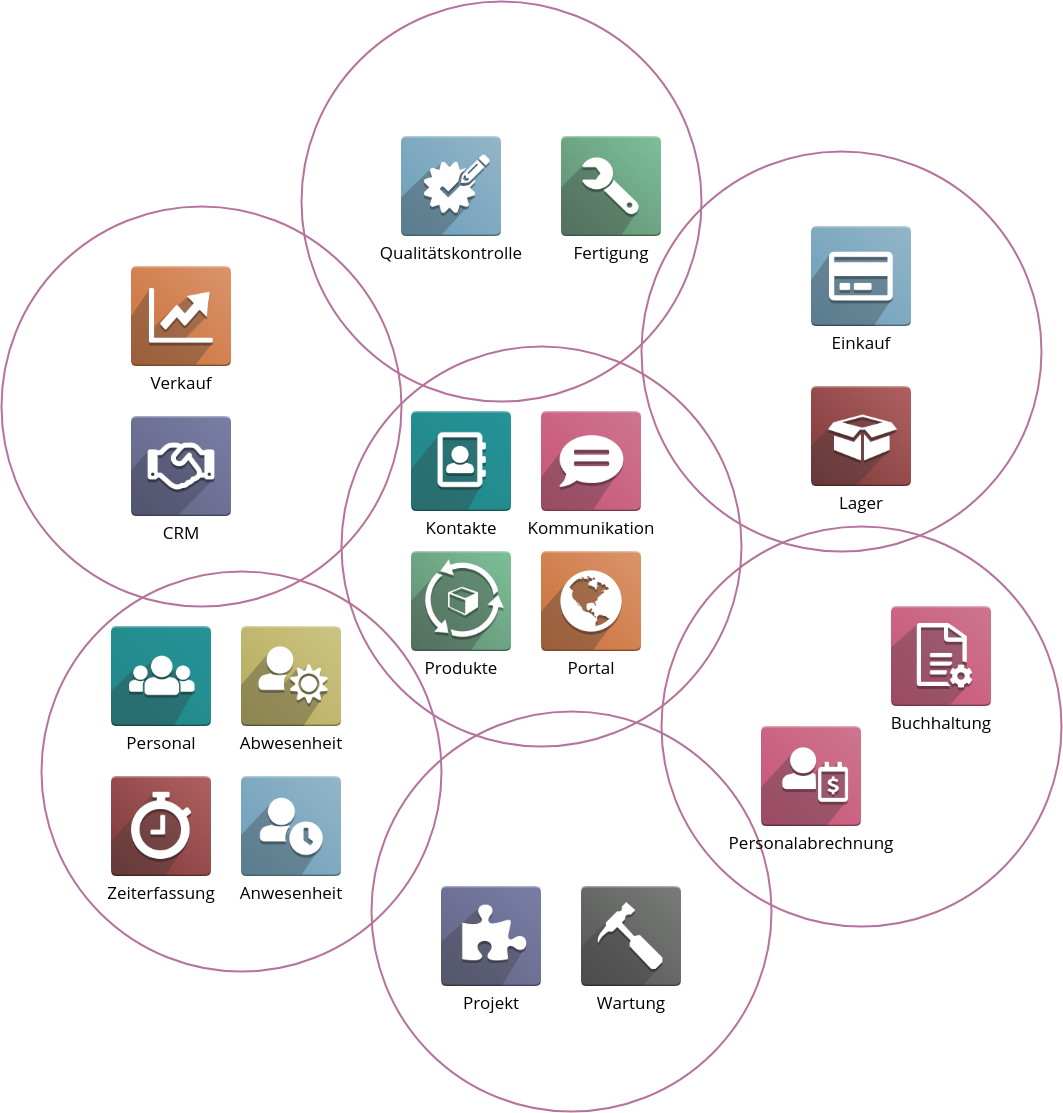 Qualitätskontrolle
Fertigung
Verkauf
CRM
Einkauf
Lager
Kontakte
Kommunikation
Produkte
Portal
Personal
Abwesenheit
Zeiterfassung
Anwesenheit
Buchhaltung
Personalabrechnung
$
Projekt
Wartung